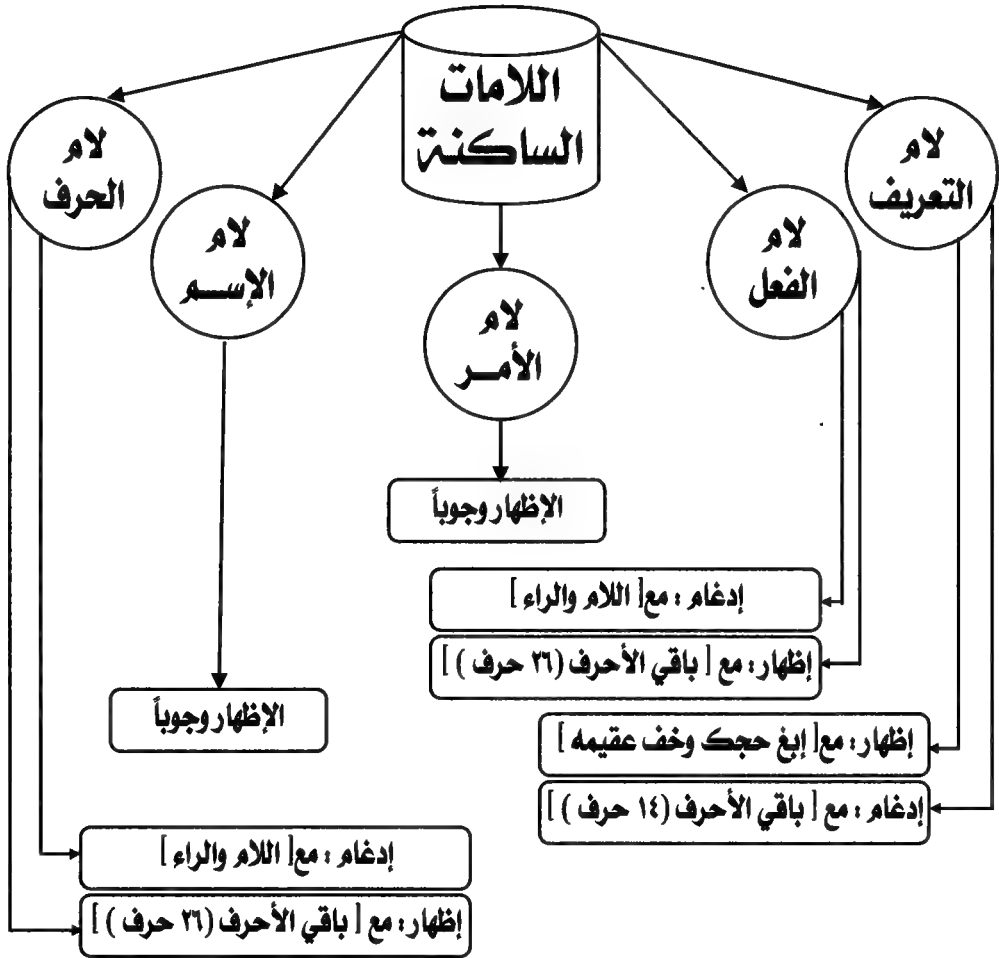 اللامات
الساكنة
لام
التعريف
لام
الفعل
لام
الأمر
لام
الإسم
لام
الحرف
الإظهار وجوباً
إدغام : مع [ اللام والراء ]
إظهار : مع [ باقي الأحرف (٢٦ حرف ) ]
الإظهار وجوباً
إظهار : مع [ إبغ حجك وخف عقيمه ]
إدغام : مع [ باقي الأحرف (١٤ حرف ) ]
إدغام : مع [ اللام والراء ]
إظهار : مع [ باقي الأحرف (٢٦ حرف ) ]